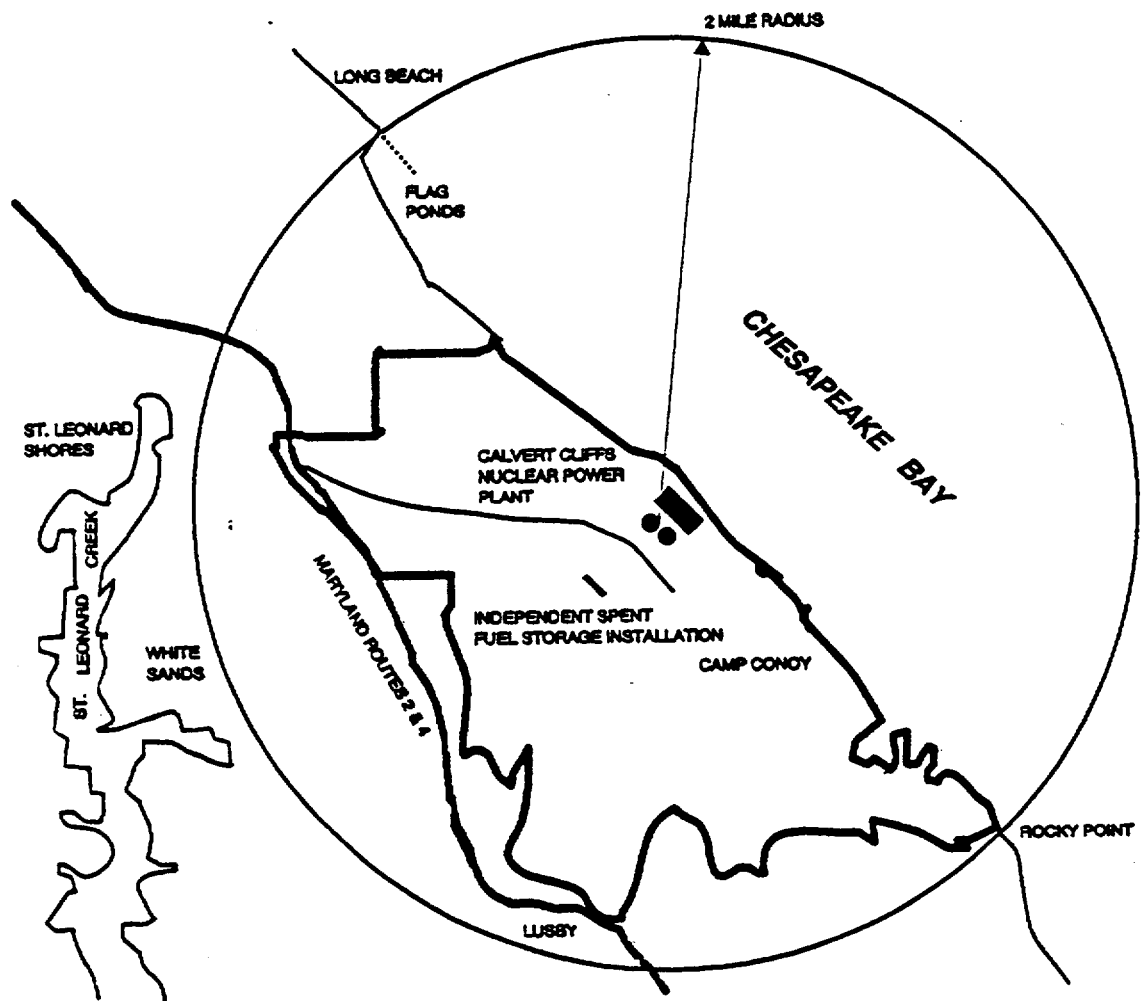 2 MILE RADIUS
LONG BEACH
FLAG
PONDS
CHESAPEAKE BAY
ST. LEONARD
SHORES
CALVERT CLIFFS
NUCLEAR POWER
PLANT
ST. LEONARD CREEK
MARYLAND ROUTES 2 & 4
INDEPENDENT SPENT
FUEL STORAGE INSTALLATION
WHITE
SANDS
CAMP CONOY
ROCKY POINT
LUSBY